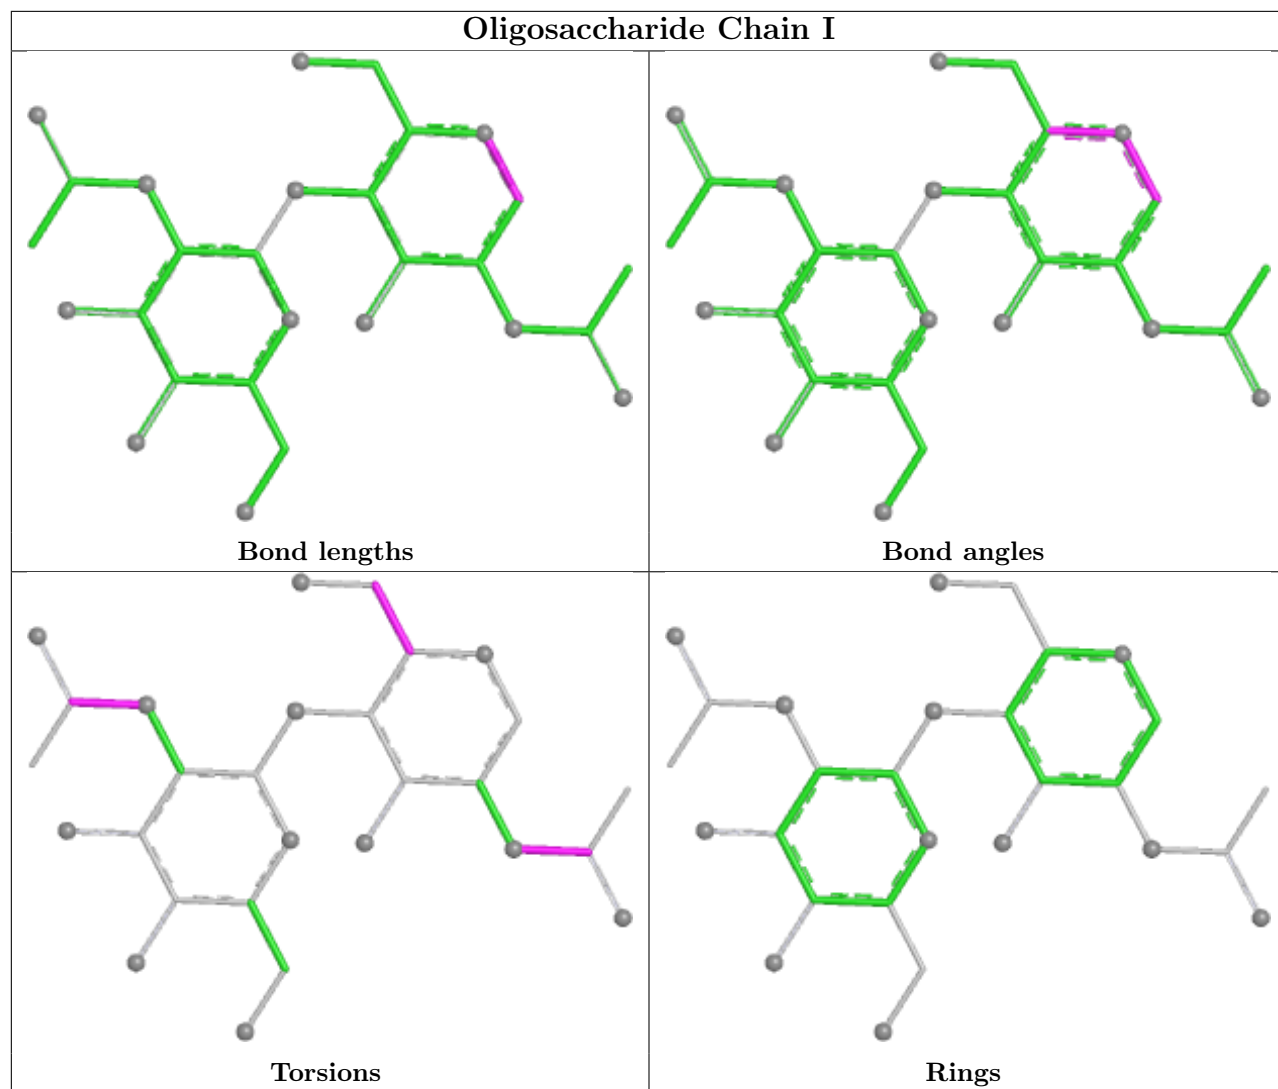 Oligosaccharide Chain I
Bond lengths
Bond angles
Torsions
Rings